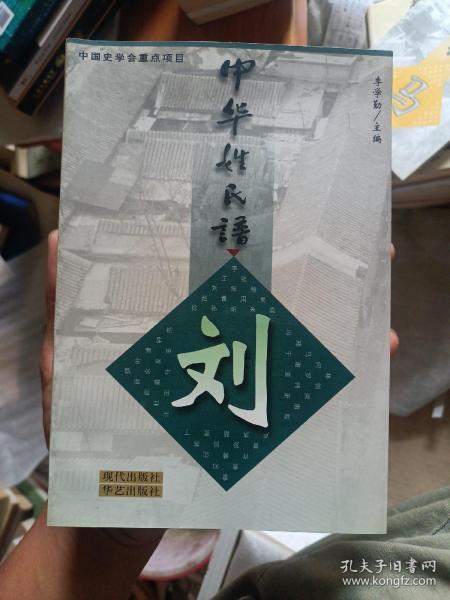 中国史学会重点项目
李学勤/主编
中华姓氏譜
刘
现代出版社
华艺出版社
孔夫子旧书网
www.kongfz.com